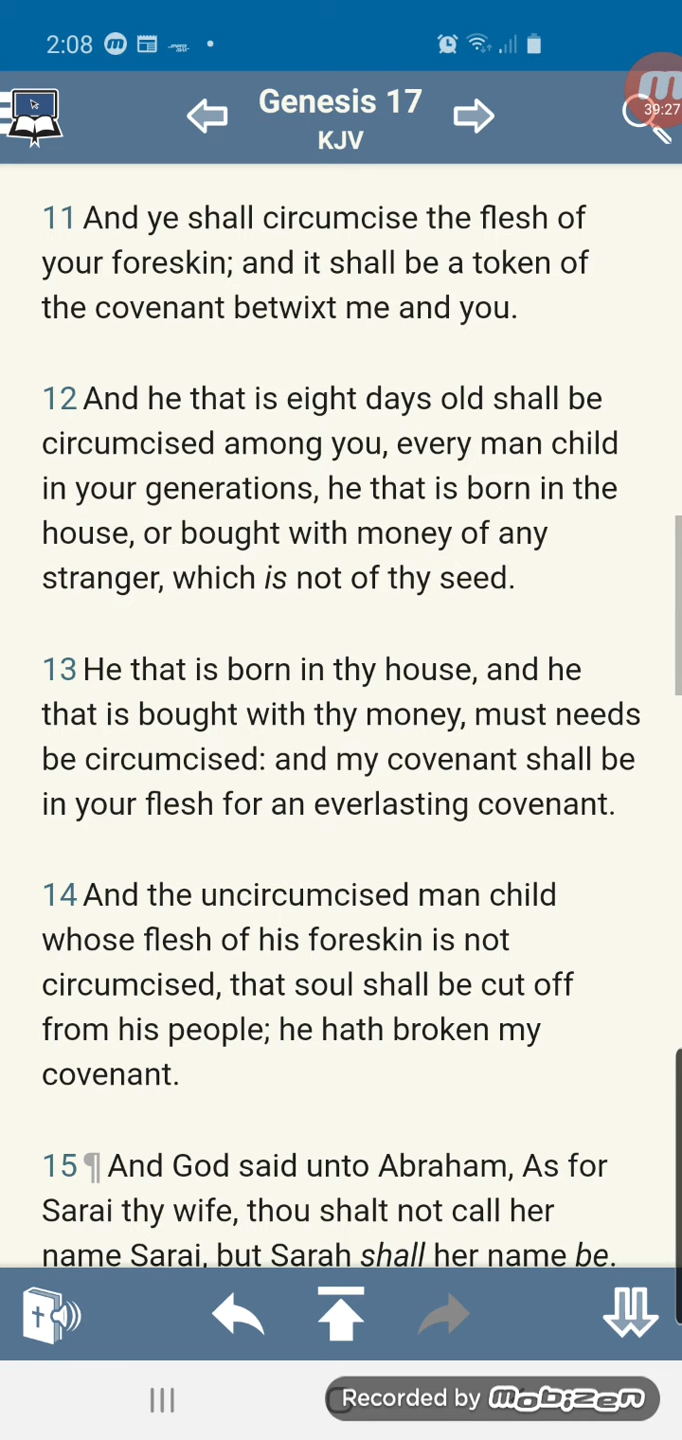 2:08
Genesis 17
KJV
39:27
11 And ye shall circumcise the flesh of
your foreskin; and it shall be a token of
the covenant betwixt me and you.
12 And he that is eight days old shall be
circumcised among you, every man child
in your generations, he that is born in the
house, or bought with money of any
stranger, which is not of thy seed.
13 He that is born in thy house, and he
that is bought with thy money, must needs
be circumcised: and my covenant shall be
in your flesh for an everlasting covenant.
14 And the uncircumcised man child
whose flesh of his foreskin is not
circumcised, that soul shall be cut off
from his people; he hath broken my
covenant.
15 ¶ And God said unto Abraham, As for
Sarai thy wife, thou shalt not call her
name Sarai, but Sarah shall her name be.
Recorded by mobizen